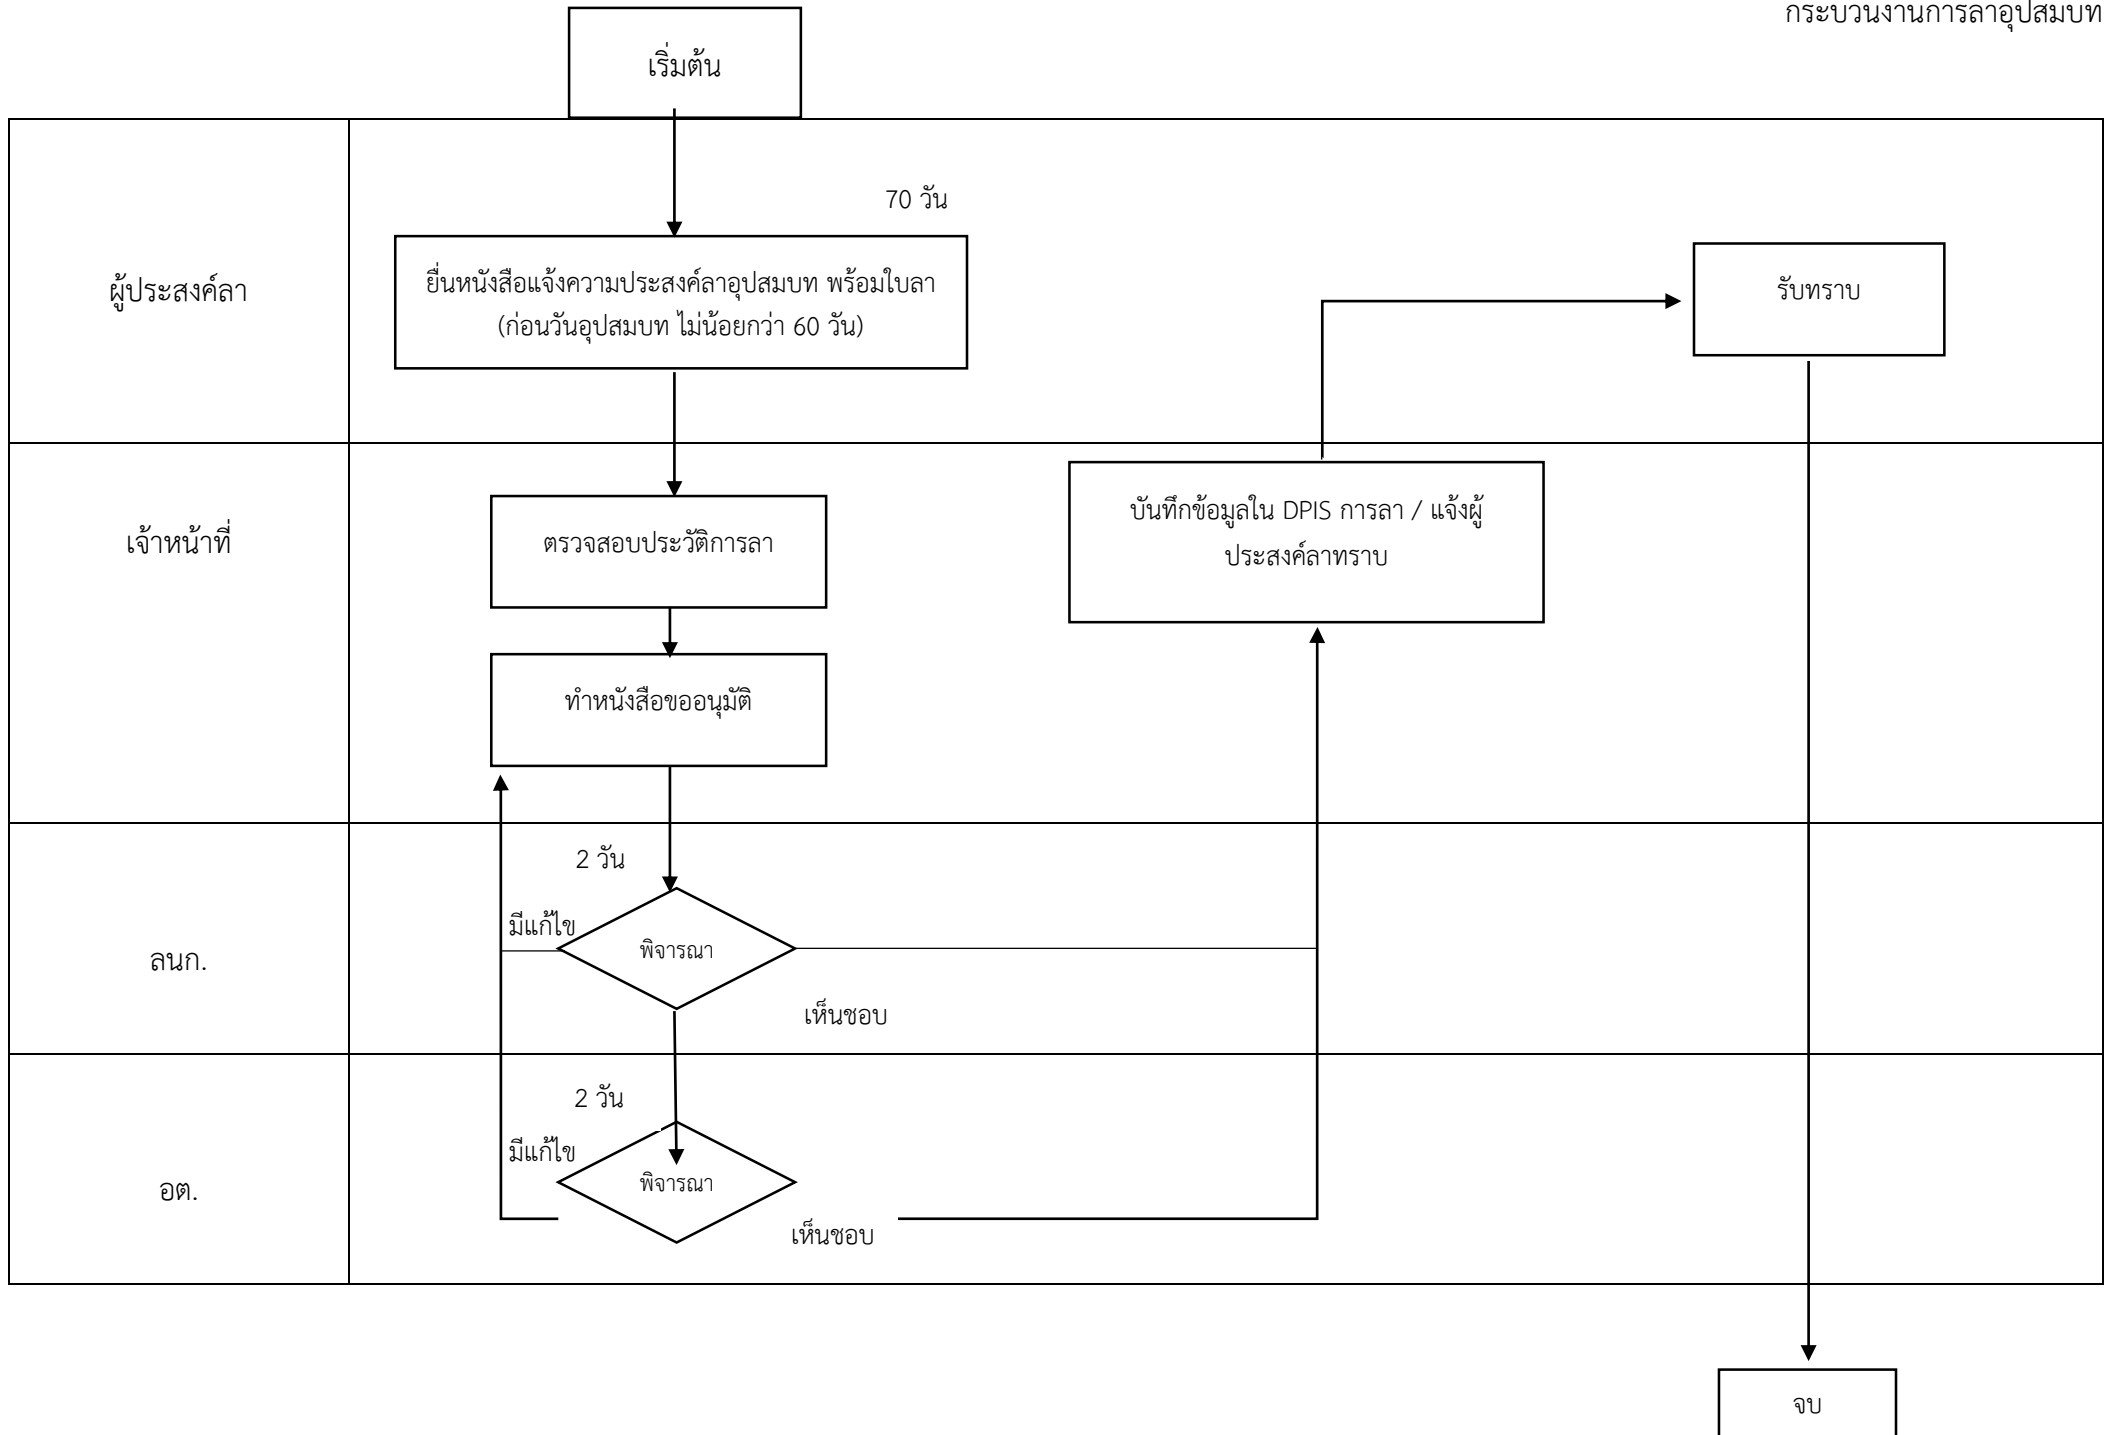 กระบวนงานการลาอุปสมบท
เริ่มต้น
70 วัน
ผู้ประสงค์ลา
ยื่นหนังสือแจ้งความประสงค์ลาอุปสมบท พร้อมใบลา
(ก่อนวันอุปสมบท ไม่น้อยกว่า 60 วัน)
รับทราบ
เจ้าหน้าที่
ตรวจสอบประวัติการลา
บันทึกข้อมูลใน DPIS การลา / แจ้งผู้
ประสงค์ลาทราบ
ทำหนังสือขออนุมัติ
2 วัน
มีแก้ไข
พิจารณา
ลนก.
เห็นชอบ
2 วัน
มีแก้ไข
พิจารณา
อต.
เห็นชอบ
จบ